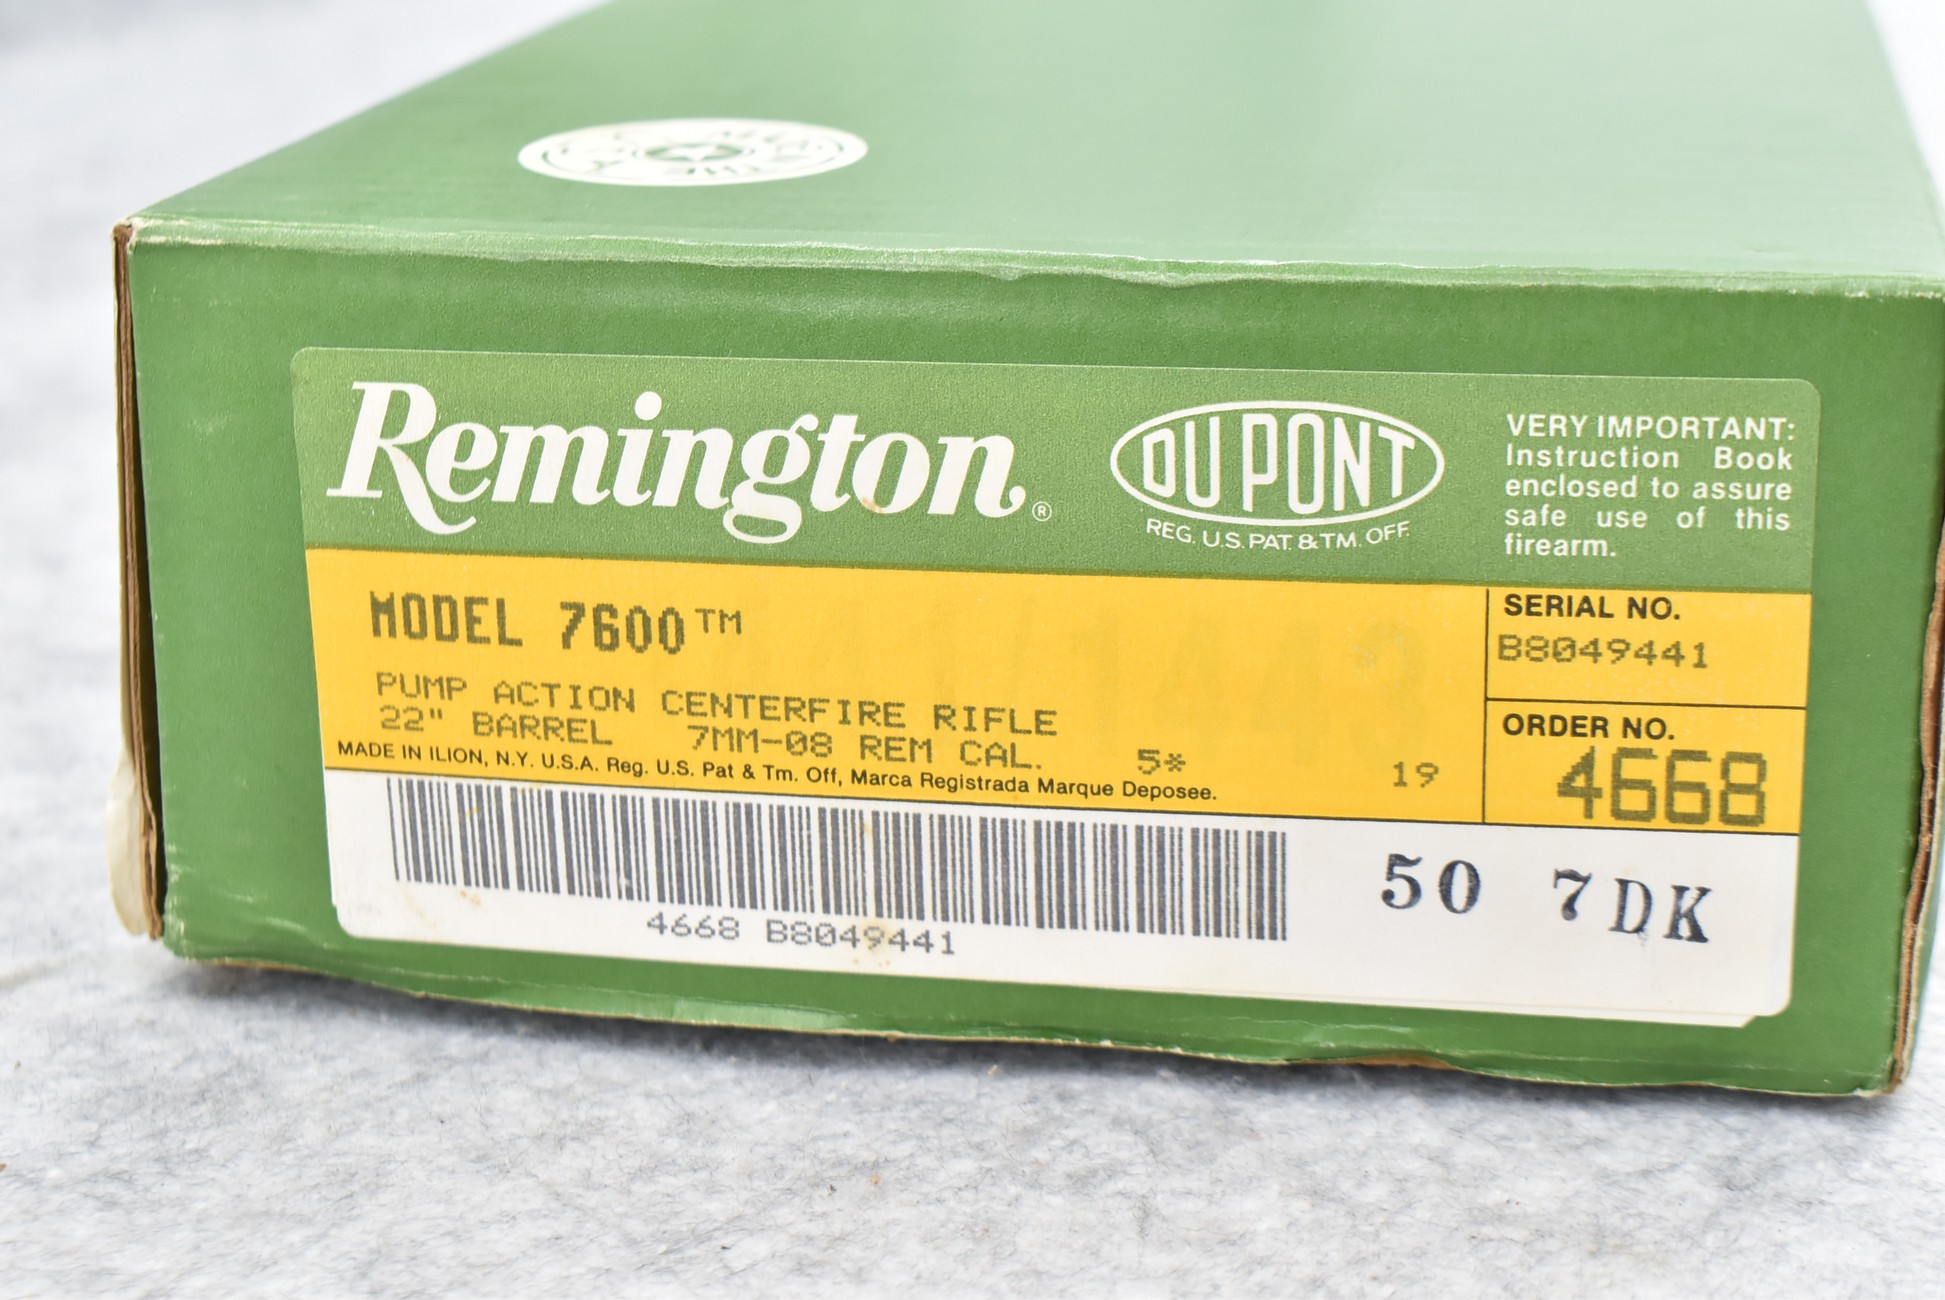 THE
Remington®
DU PONT
REG. U.S. PAT. & TM. OFF.
VERY IMPORTANT:
Instruction Book
enclosed to assure
safe use of this
firearm.
MODEL 7600™
PUMP ACTION CENTERFIRE RIFLE
22" BARREL 7MM-08 REM CAL. 5* 19
MADE IN ILION, N.Y. U.S.A. Reg. U.S. Pat & Tm. Off, Marca Registrada Marque Deposee.
SERIAL NO.
B8049441
ORDER NO.
4668
4668 B8049441
50 7DK